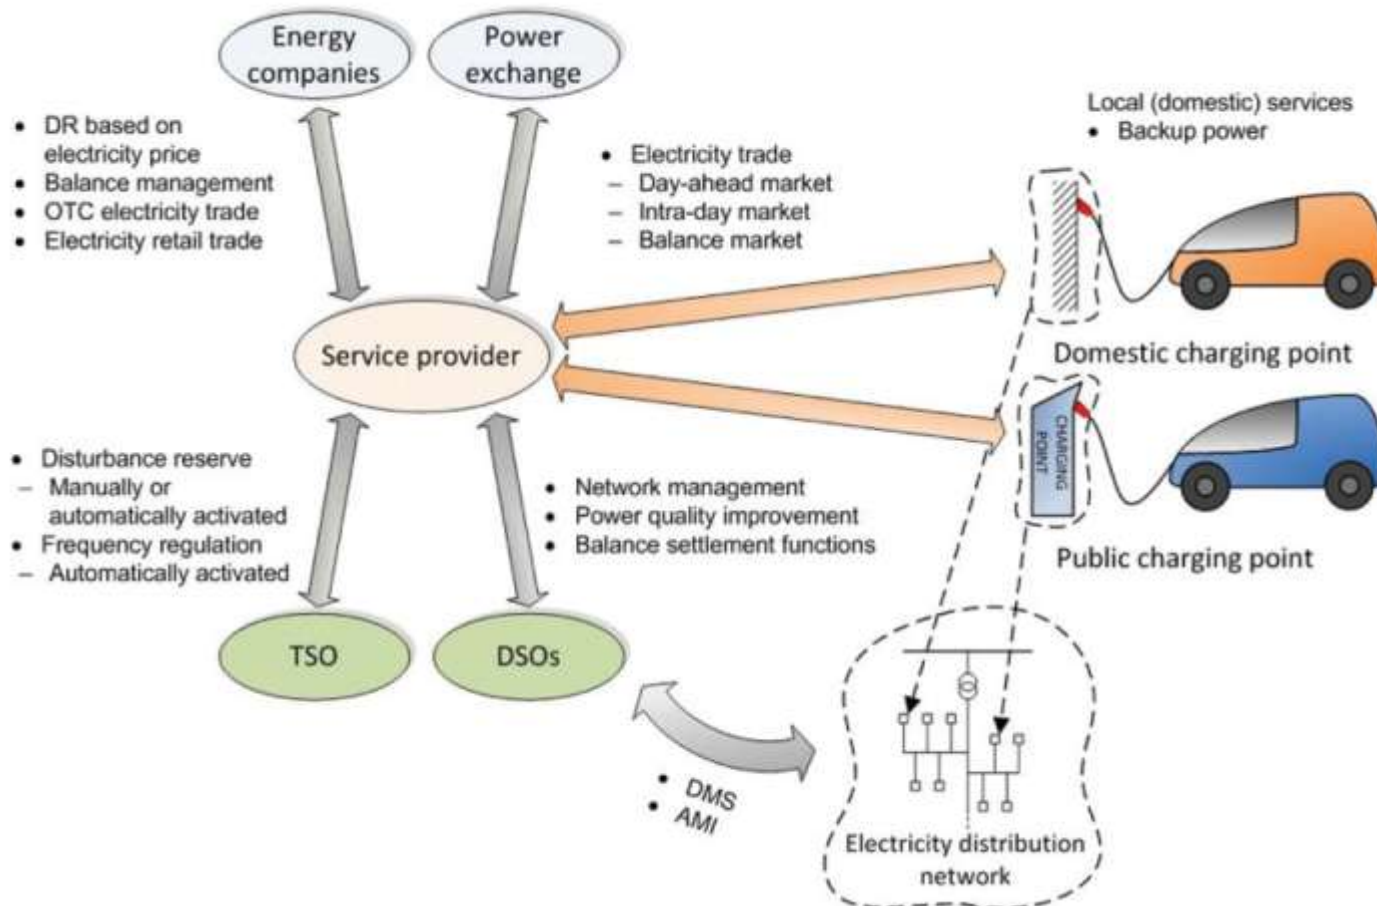 Energy
companies
Power
exchange
• DR based on
electricity price
• Balance management
• OTC electricity trade
• Electricity retail trade
• Electricity trade
– Day-ahead market
– Intra-day market
– Balance market
Local (domestic) services
• Backup power
Service provider
Domestic charging point
CHARGING
POINT
Public charging point
• Disturbance reserve
– Manually or
automatically activated
• Frequency regulation
– Automatically activated
• Network management
• Power quality improvement
• Balance settlement functions
TSO
DSOs
• DMS
• AMI
Electricity distribution
network